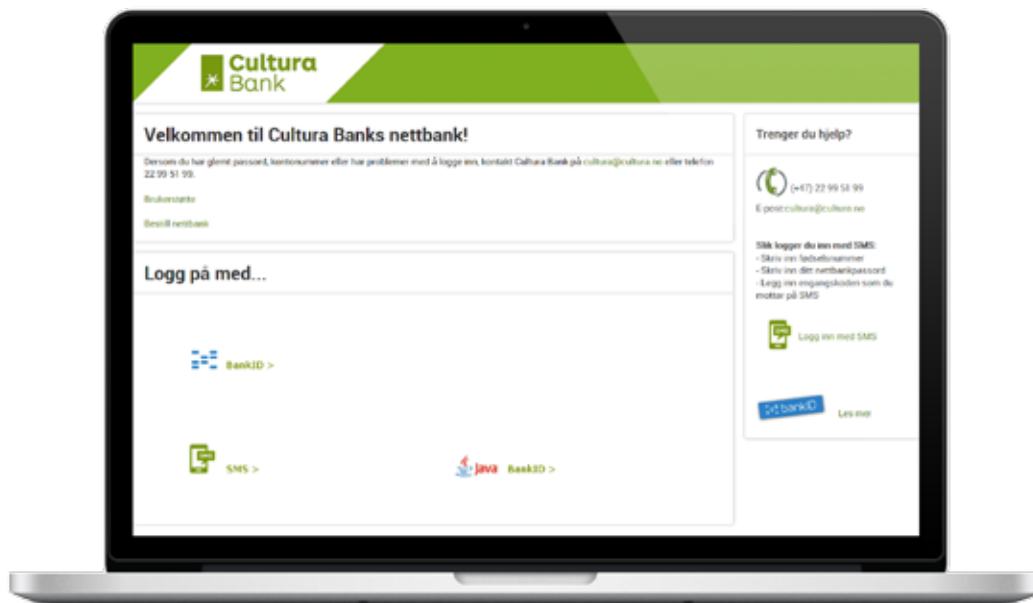 Cultura
Bank
Velkommen til Cultura Banks nettbank!
Dersom du har glemt passord, kontonummer eller har problemer med å logge inn, kontakt Cultura Bank på cultura@cultura.no eller telefon
22 99 51 99.
Brukerstøtte
Bestill nettbank
Logg på med...
BankID >
SMS >
Java BankID >
Trenger du hjelp?
(+47) 22 99 51 99
E-post:cultura@cultura.no
Slik logger du inn med SMS:
- Skriv inn fødselsnummer
- Skriv inn ditt nettbankpassord
- Legg inn engangskoden som du
mottar på SMS
SMS
Logg inn med SMS
bankID
Les mer